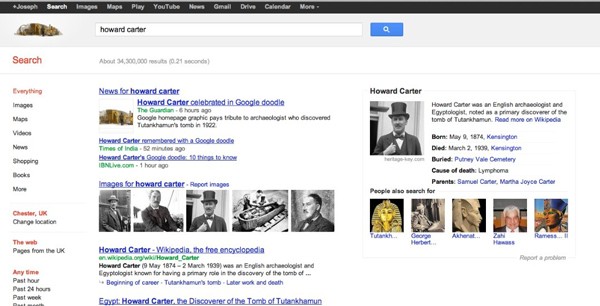 +Joseph Search Images Maps Play YouTube News Gmail Drive Calendar More
howard carter
Search
About 34,300,000 results (0.21 seconds)
Everything
Images
Maps
Videos
News
Shopping
Books
More
Chester, UK
Change location
The web
Pages from the UK
Any time
Past hour
Past 24 hours
Past week
Past month
News for howard carter
Howard Carter celebrated in Google doodle
The Guardian - 6 hours ago
Google homepage graphic pays tribute to archaeologist who discovered
Tutankhamun's tomb in 1922.
Howard Carter remembered with a Google doodle
Times of India - 52 minutes ago
Howard Carter's Google doodle: 10 things to know
IBNLive.com - 1 hour ago
Images for howard carter - Report images
Howard Carter - Wikipedia, the free encyclopedia
en.wikipedia.org/wiki/Howard_Carter
Howard Carter (9 May 1874 – 2 March 1939) was an English archaeologist and
Egyptologist known for having a primary role in the discovery of the tomb of ...
Beginning of career - Tutankhamun's tomb - Later work and death
Egypt: Howard Carter, the Discoverer of the Tomb of Tutankhamun
Howard Carter
Howard Carter was an English archaeologist and
Egyptologist, noted as a primary discoverer of the
tomb of Tutankhamun. Read more on Wikipedia
Born: May 9, 1874, Kensington
Died: March 2, 1939, Kensington
Buried: Putney Vale Cemetery
Cause of death: Lymphoma
Parents: Samuel Carter, Martha Joyce Carter
heritage-key.com
People also search for
Tutankh...
George
Herbert...
Akhenat...
Zahi
Hawass
Ramess... II
Report a problem